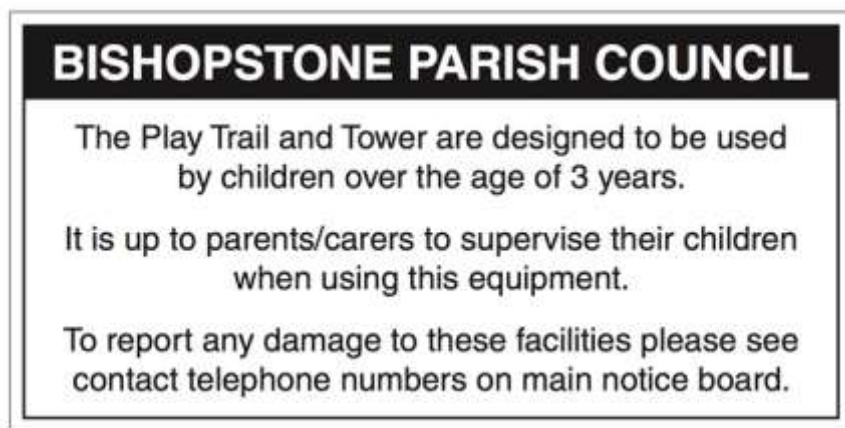 BISHOPSTONE PARISH COUNCIL
The Play Trail and Tower are designed to be used
by children over the age of 3 years.
It is up to parents/carers to supervise their children
when using this equipment.
To report any damage to these facilities please see
contact telephone numbers on main notice board.